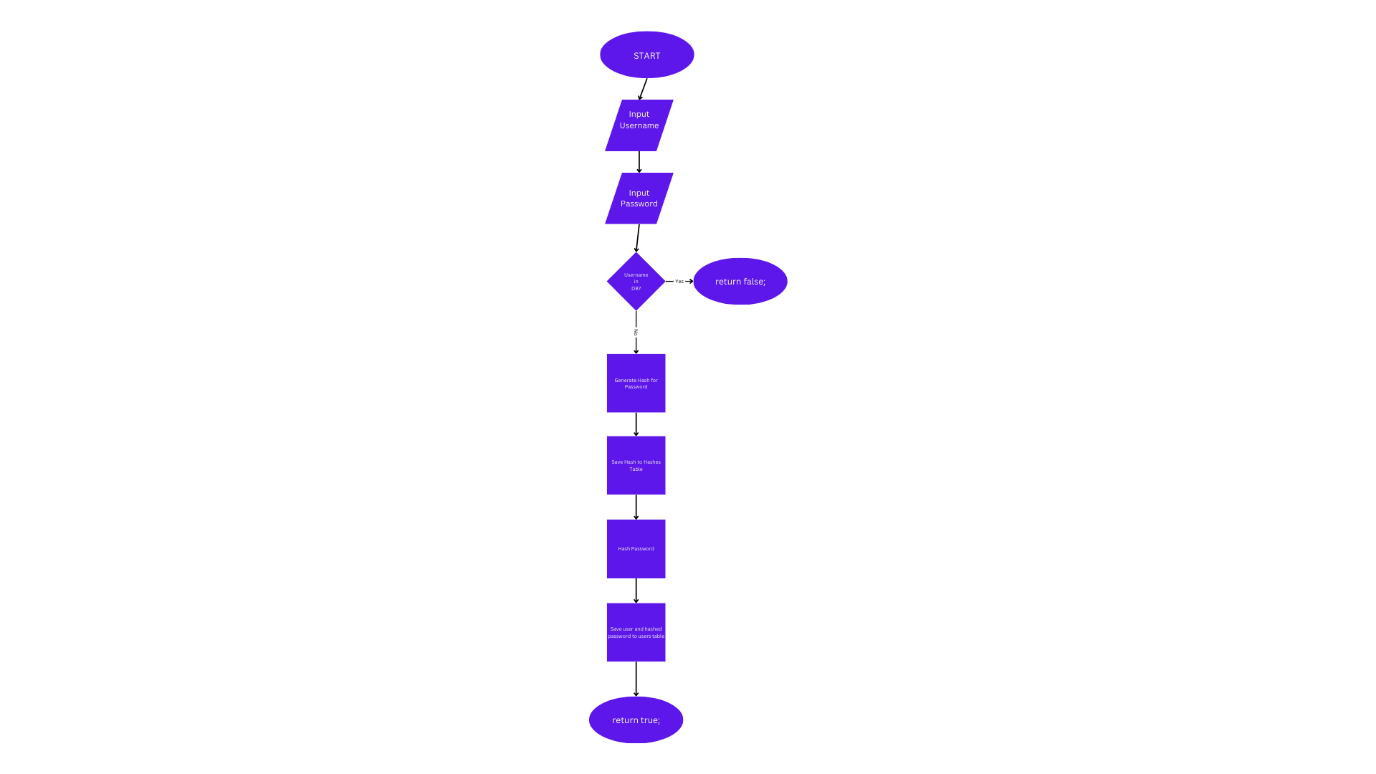 START
Input
Username
Input
Password
Username
in
DB?
Yes
return false;
No
Generate Hash for
Password
Save Hash to Hashes
Table
Hash Password
Save user and hashed
password to users table
return true;